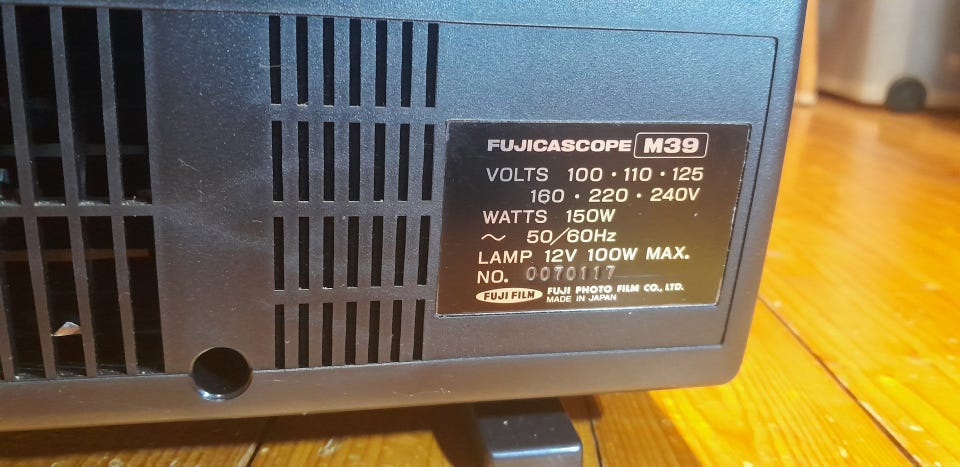 FUJICASCOPE M39
VOLTS 100・110・125
160・220・240V
WATTS 150W
～ 50/60Hz
LAMP 12V 100W MAX.
NO. 0070117
FUJI FILM FUJI PHOTO FILM CO., LTD.
MADE IN JAPAN